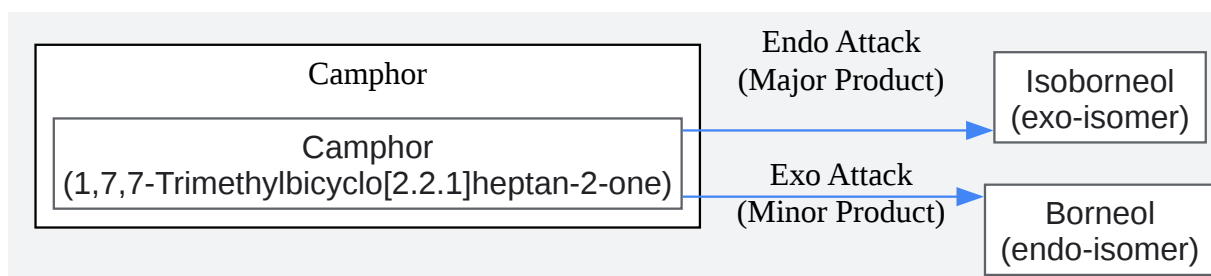 Camphor
Camphor
(1,7,7-Trimethylbicyclo[2.2.1]heptan-2-one)
Endo Attack
(Major Product)
Isoborneol
(exo-isomer)
Exo Attack
(Minor Product)
Borneol
(endo-isomer)